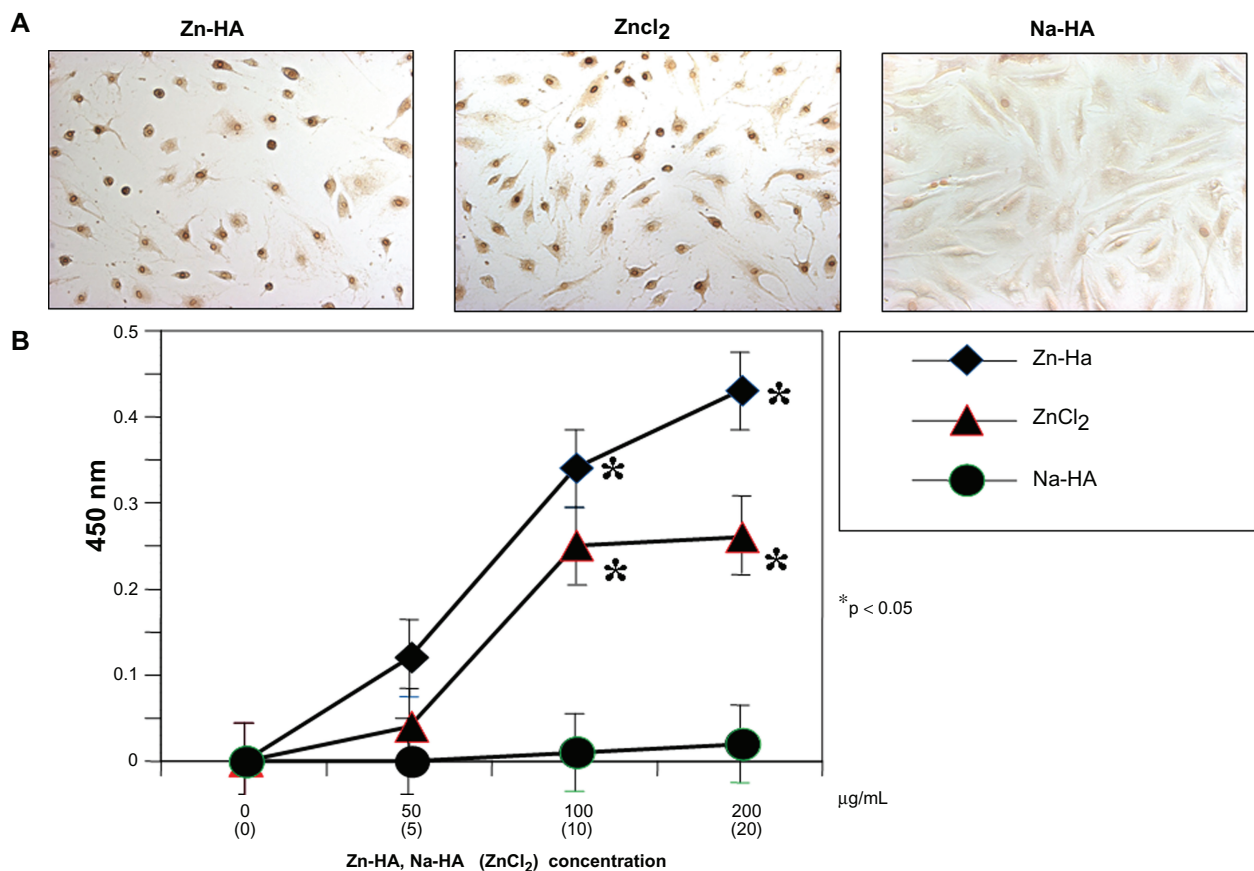 A
Zn-HA
Zncl2
Na-HA
B
0.5
0.4
0.3
0.2
0.1
0
450 nm
*
*
*
*
0 50 100 200 µg/mL
(0) (5) (10) (20)
Zn-HA, Na-HA (ZnCl2) concentration
Zn-Ha
ZnCl2
Na-HA
*p < 0.05